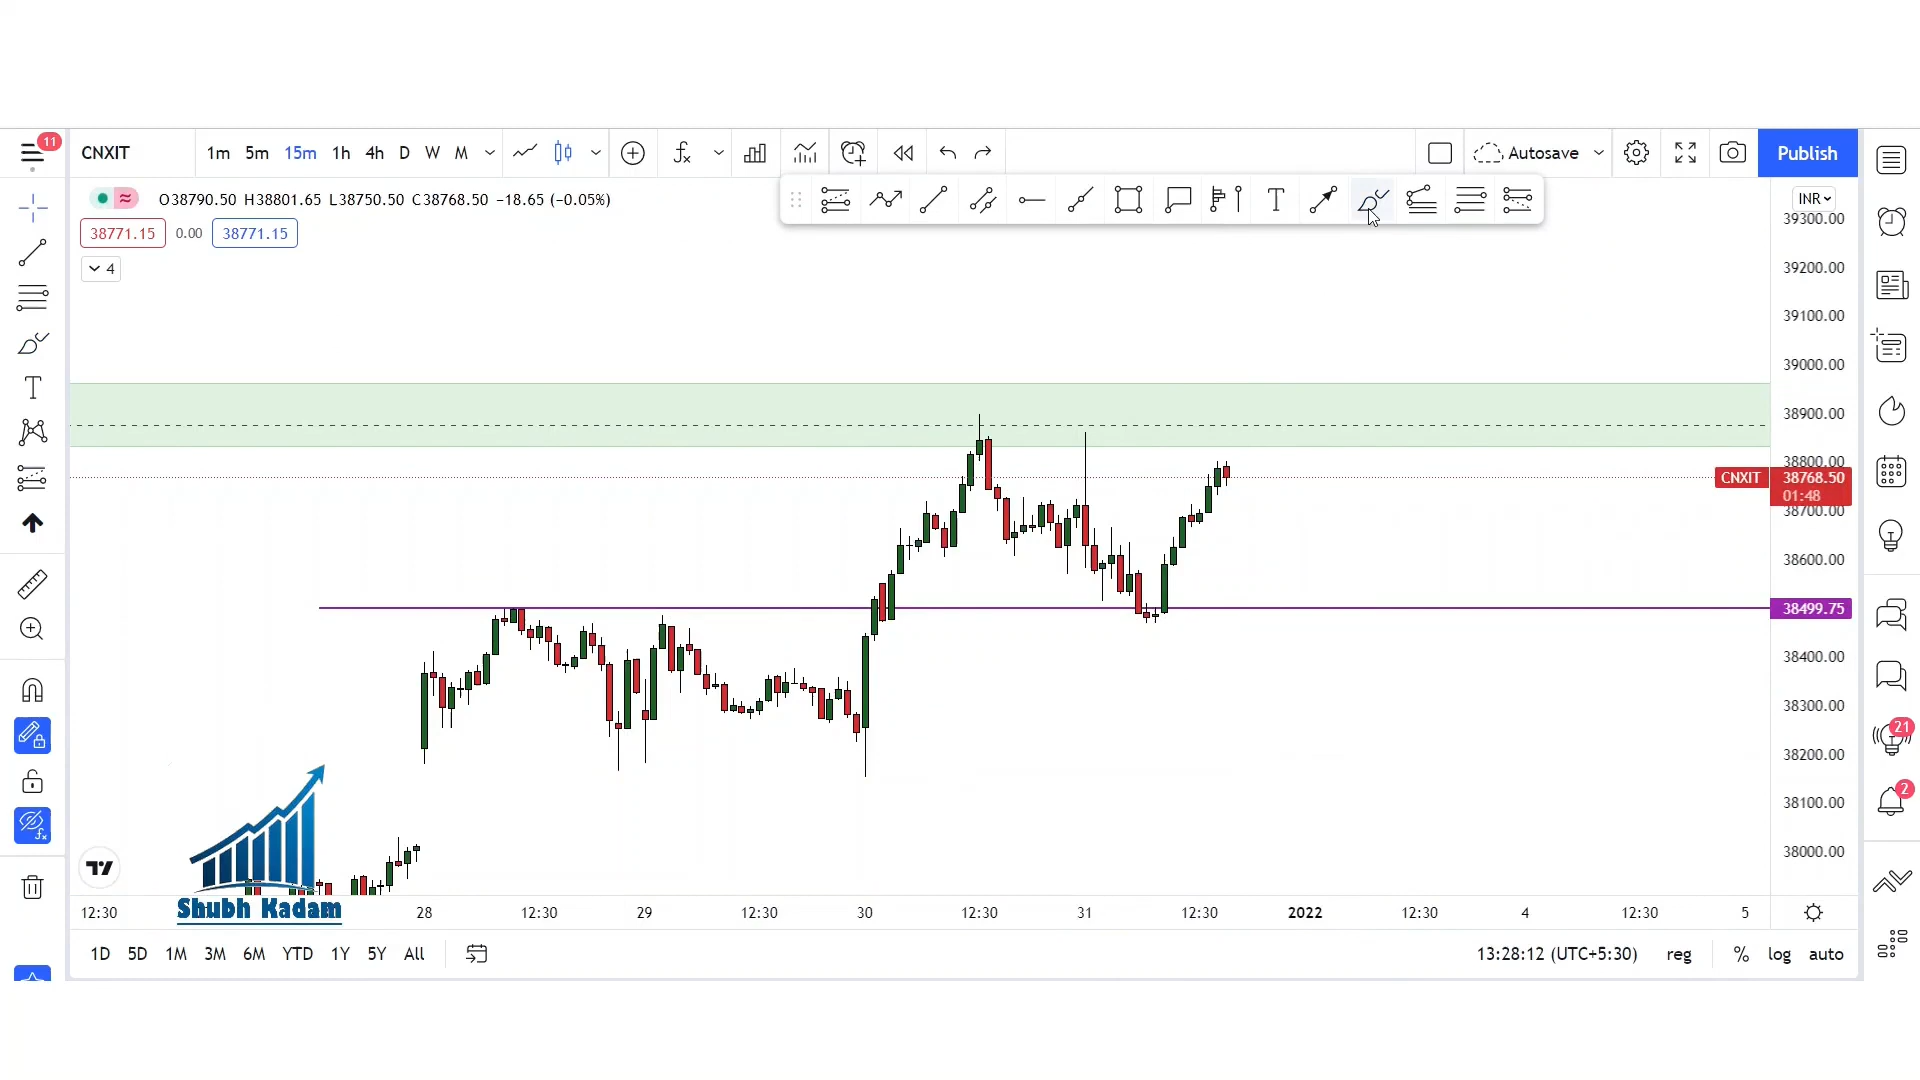 11
CNXIT 1m 5m 15m 1h 4h D W M Autosave Publish
O38790.50 H38801.65 L38750.50 C38768.50 −18.65 (−0.05%)
INR
38771.15 0.00 38771.15
4
39300.00
39200.00
39100.00
39000.00
38900.00
38800.00
CNXIT 38768.50
01:48
38700.00
38600.00
38499.75
38400.00
38300.00
38200.00
38100.00
38000.00
21
2
Shubh Kadam
12:30 28 12:30 29 12:30 30 12:30 31 12:30 2022 12:30 4 12:30 5
1D 5D 1M 3M 6M YTD 1Y 5Y All 13:28:12 (UTC+5:30) reg % log auto